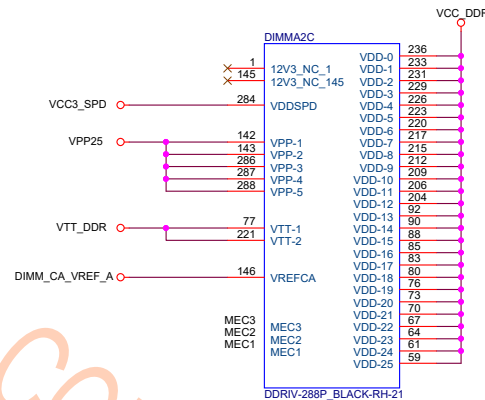 VCC_DDR
DIMMA2C
1 12V3_NC_1
145 12V3_NC_145
VCC3_SPD 284 VDDSPD
VPP25 142 VPP-1
143 VPP-2
286 VPP-3
287 VPP-4
288 VPP-5
VTT_DDR 77 VTT-1
221 VTT-2
DIMM_CA_VREF_A 146 VREFCA
MEC3 MEC3
MEC2 MEC2
MEC1 MEC1
VDD-0 236
VDD-1 233
VDD-2 231
VDD-3 229
VDD-4 226
VDD-5 223
VDD-6 220
VDD-7 217
VDD-8 215
VDD-9 212
VDD-10 209
VDD-11 206
VDD-12 204
VDD-13 92
VDD-14 90
VDD-15 88
VDD-16 85
VDD-17 83
VDD-18 80
VDD-19 76
VDD-20 73
VDD-21 70
VDD-22 67
VDD-23 64
VDD-24 61
VDD-25 59
DDRIV-288P_BLACK-RH-21